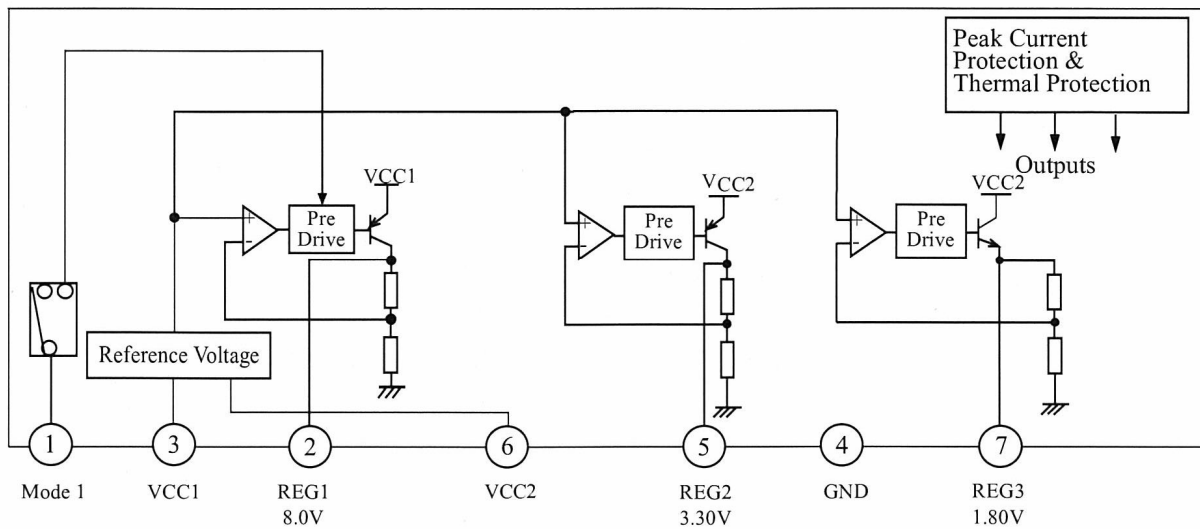 Peak Current
Protection &
Thermal Protection
Outputs
VCC1
VCC2
VCC2
+
-
Pre
Drive
+
-
Pre
Drive
+
-
Pre
Drive
Reference Voltage
1
3
2
6
5
4
7
Mode 1
VCC1
REG1
8.0V
VCC2
REG2
3.30V
GND
REG3
1.80V